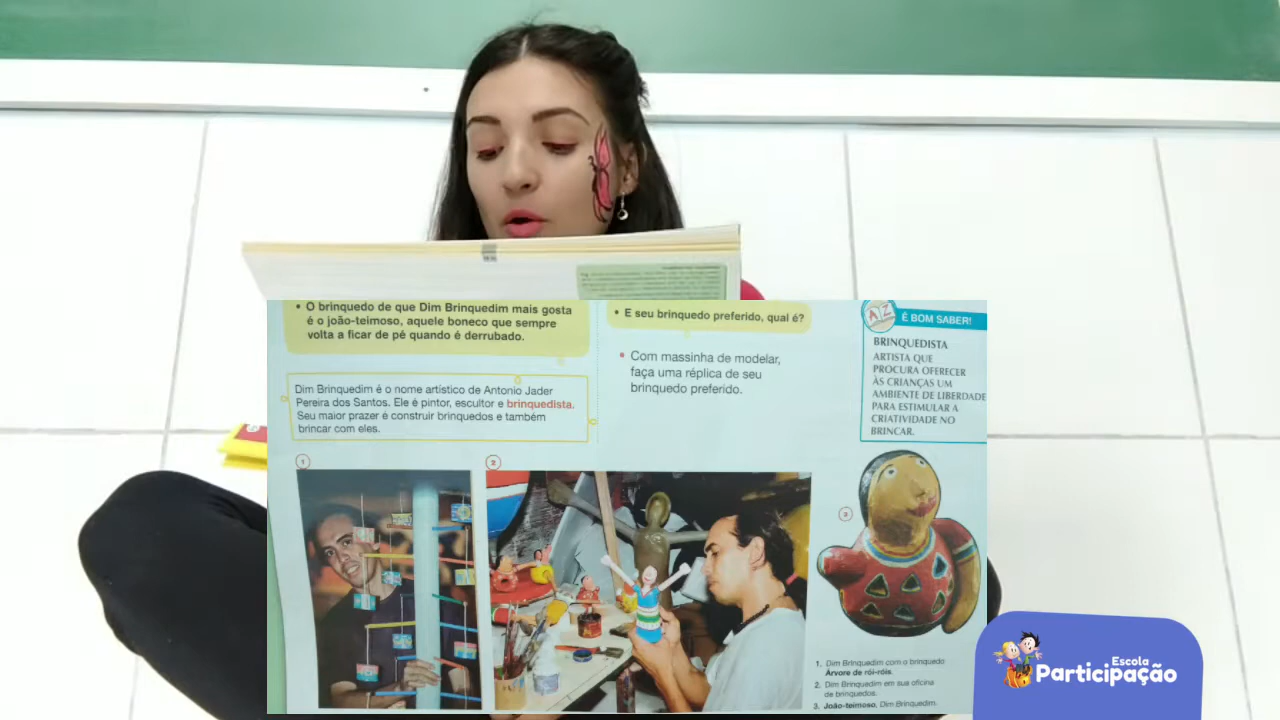 • O brinquedo de que Dim Brinquedim mais gosta
é o joão-teimoso, aquele boneco que sempre
volta a ficar de pé quando é derrubado.
Dim Brinquedim é o nome artístico de Antonio Jader
Pereira dos Santos. Ele é pintor, escultor e brinquedista.
Seu maior prazer é construir brinquedos e também
brincar com eles.
• E seu brinquedo preferido, qual é?
• Com massinha de modelar,
faça uma réplica de seu
brinquedo preferido.
A Z
É BOM SABER!
BRINQUEDISTA
ARTISTA QUE
PROCURA OFERECER
ÀS CRIANÇAS UM
AMBIENTE DE LIBERDADE
PARA ESTIMULAR A
CRIATIVIDADE NO
BRINCAR.
1
2
3
1. Dim Brinquedim com o brinquedo
Árvore de rói-róis.
2. Dim Brinquedim em sua oficina
de brinquedos.
3. João-teimoso, Dim Brinquedim.
Escola
Participação